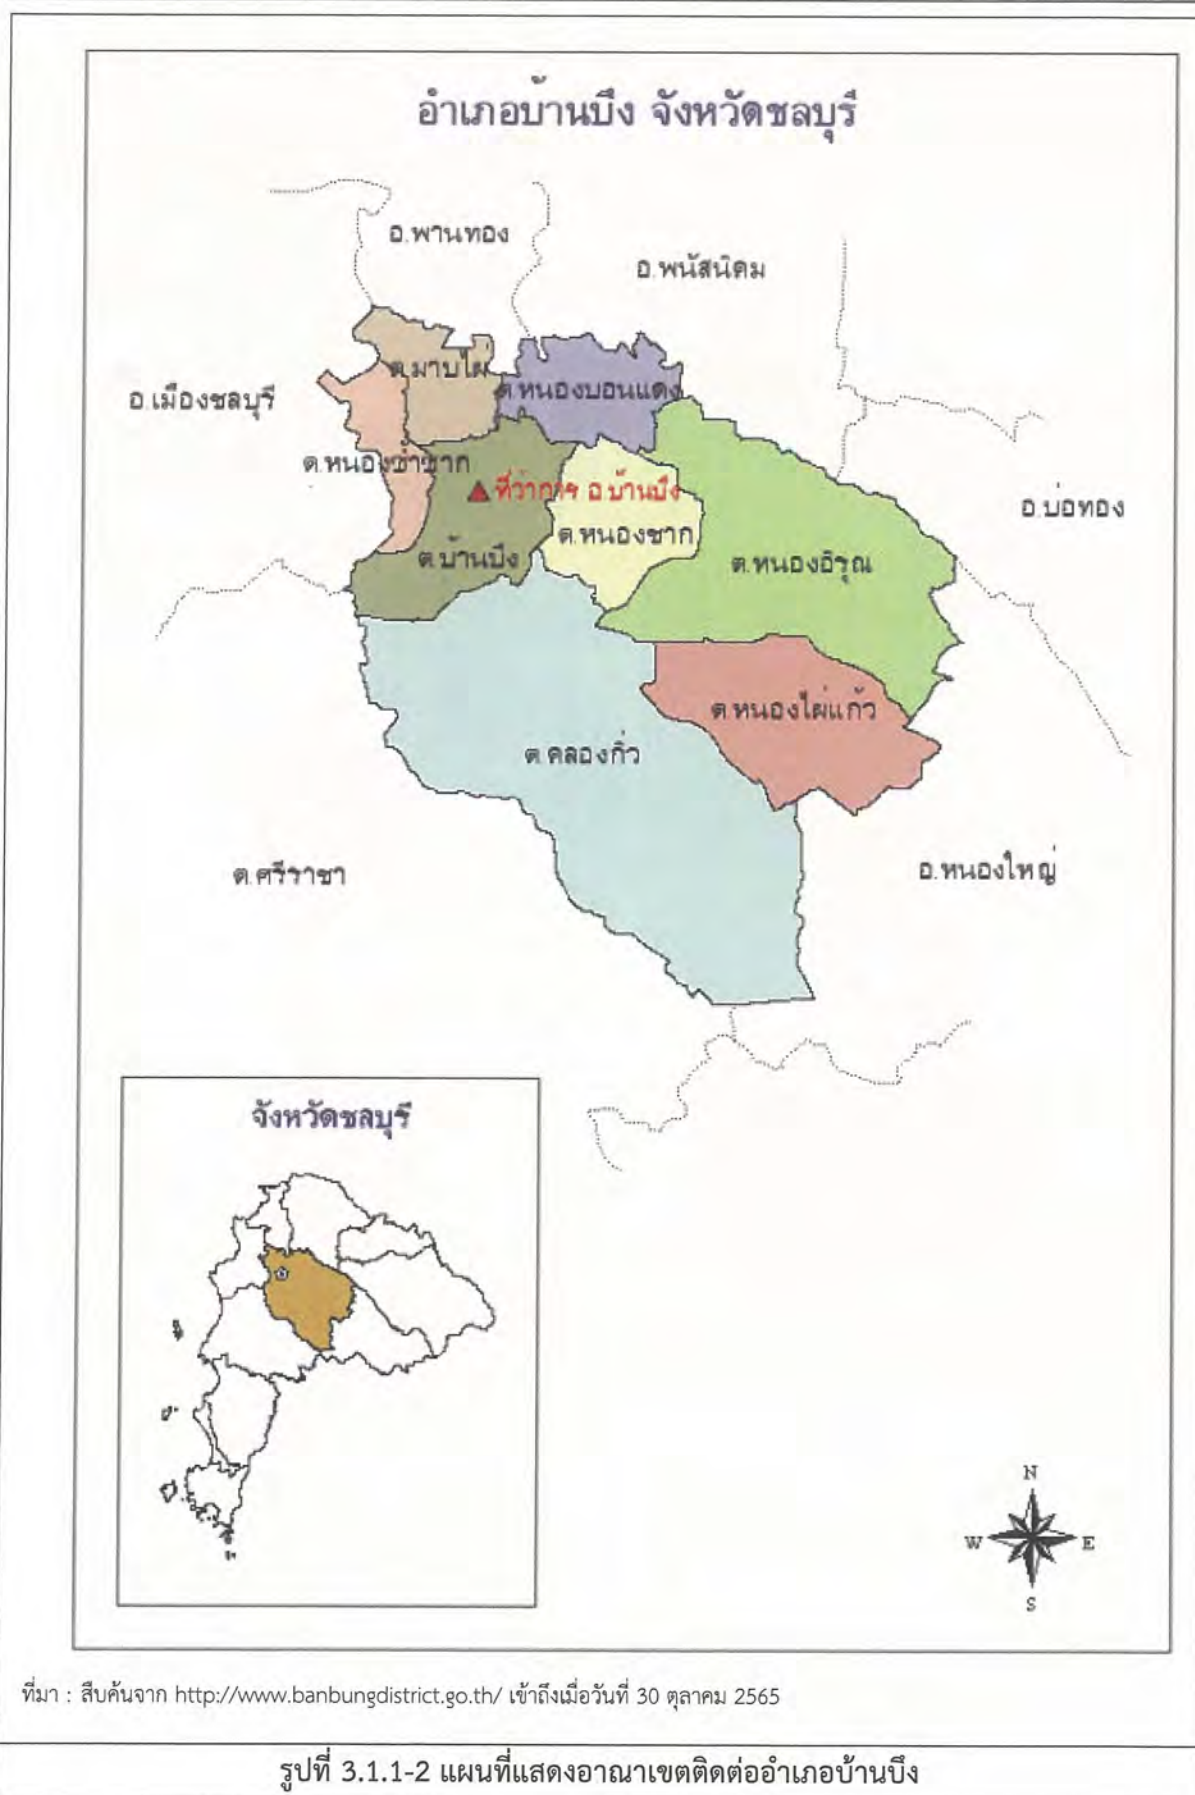 อำเภอบ้านบึง จังหวัดชลบุรี
อ.พานทอง
อ.พนัสนิคม
ต.มาบไผ่
ต.หนองบอนแดง
อ.เมืองชลบุรี
ต.หนองซ้ำซาก
ที่ว่าการ อ.บ้านบึง
อ.บ่อทอง
ต.หนองชาก
ต.บ้านบึง
ต.หนองอิรุณ
ต.หนองไผ่แก้ว
ต.คลองกิ่ว
ต.ศรีราชา
อ.หนองใหญ่
จังหวัดชลบุรี
N
W E
S
ที่มา : สืบค้นจาก http://www.banbungdistrict.go.th/ เข้าถึงเมื่อวันที่ 30 ตุลาคม 2565
รูปที่ 3.1.1-2 แผนที่แสดงอาณาเขตติดต่ออำเภอบ้านบึง